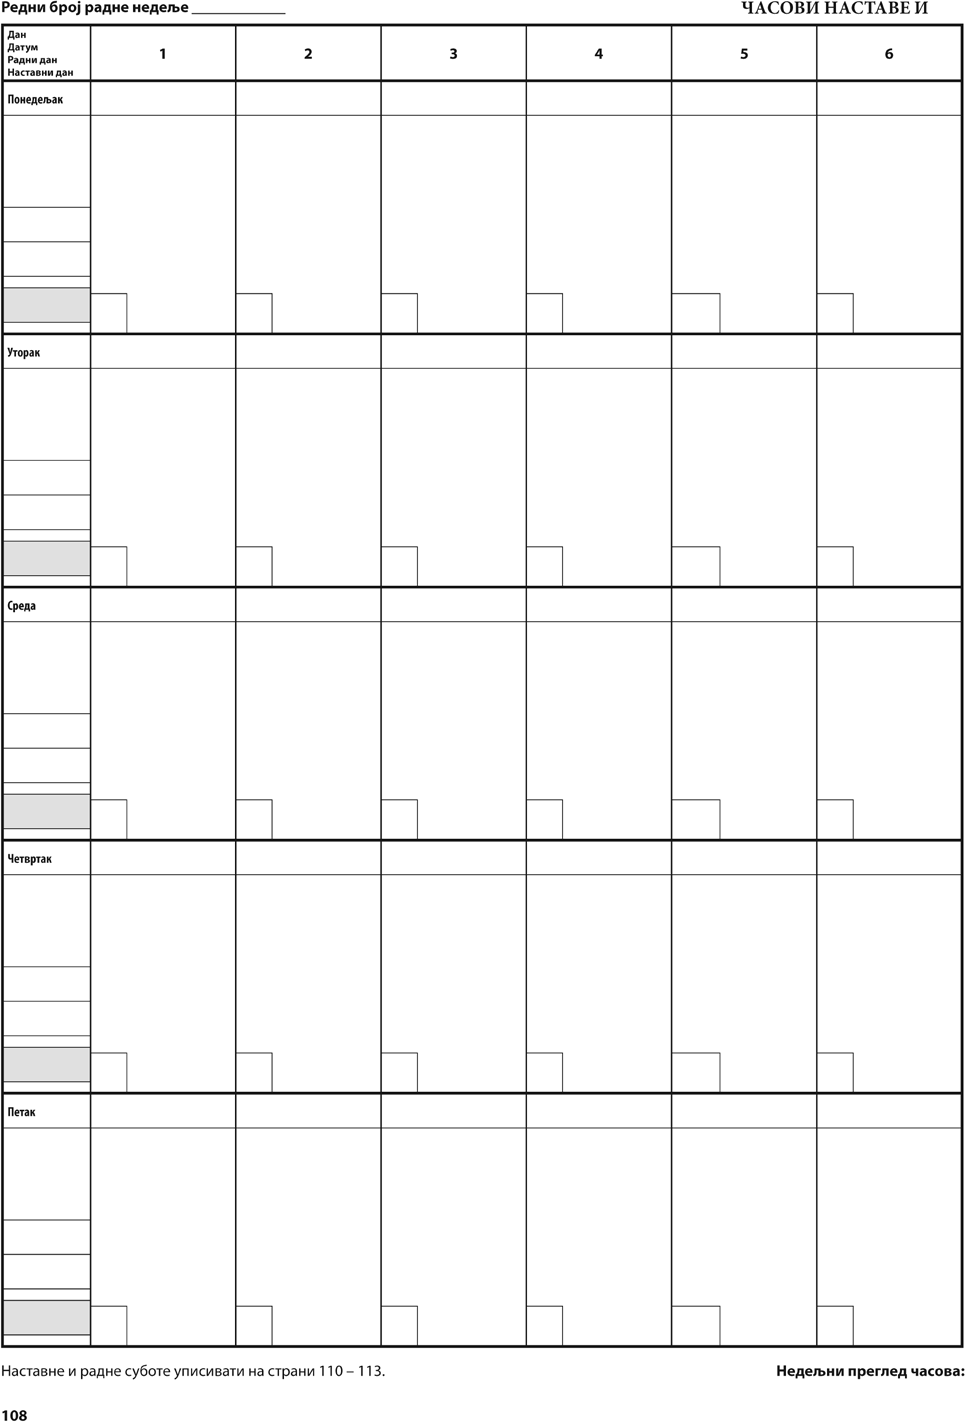 Редни број радне недеље ____________ ЧАСОВИ НАСТАВЕ И
Дан
Датум
Радни дан
Наставни дан
1 2 3 4 5 6
Понедељак
Уторак
Среда
Четвртак
Петак
Наставне и радне суботе уписивати на страни 110 – 113. Недељни преглед часова:
108